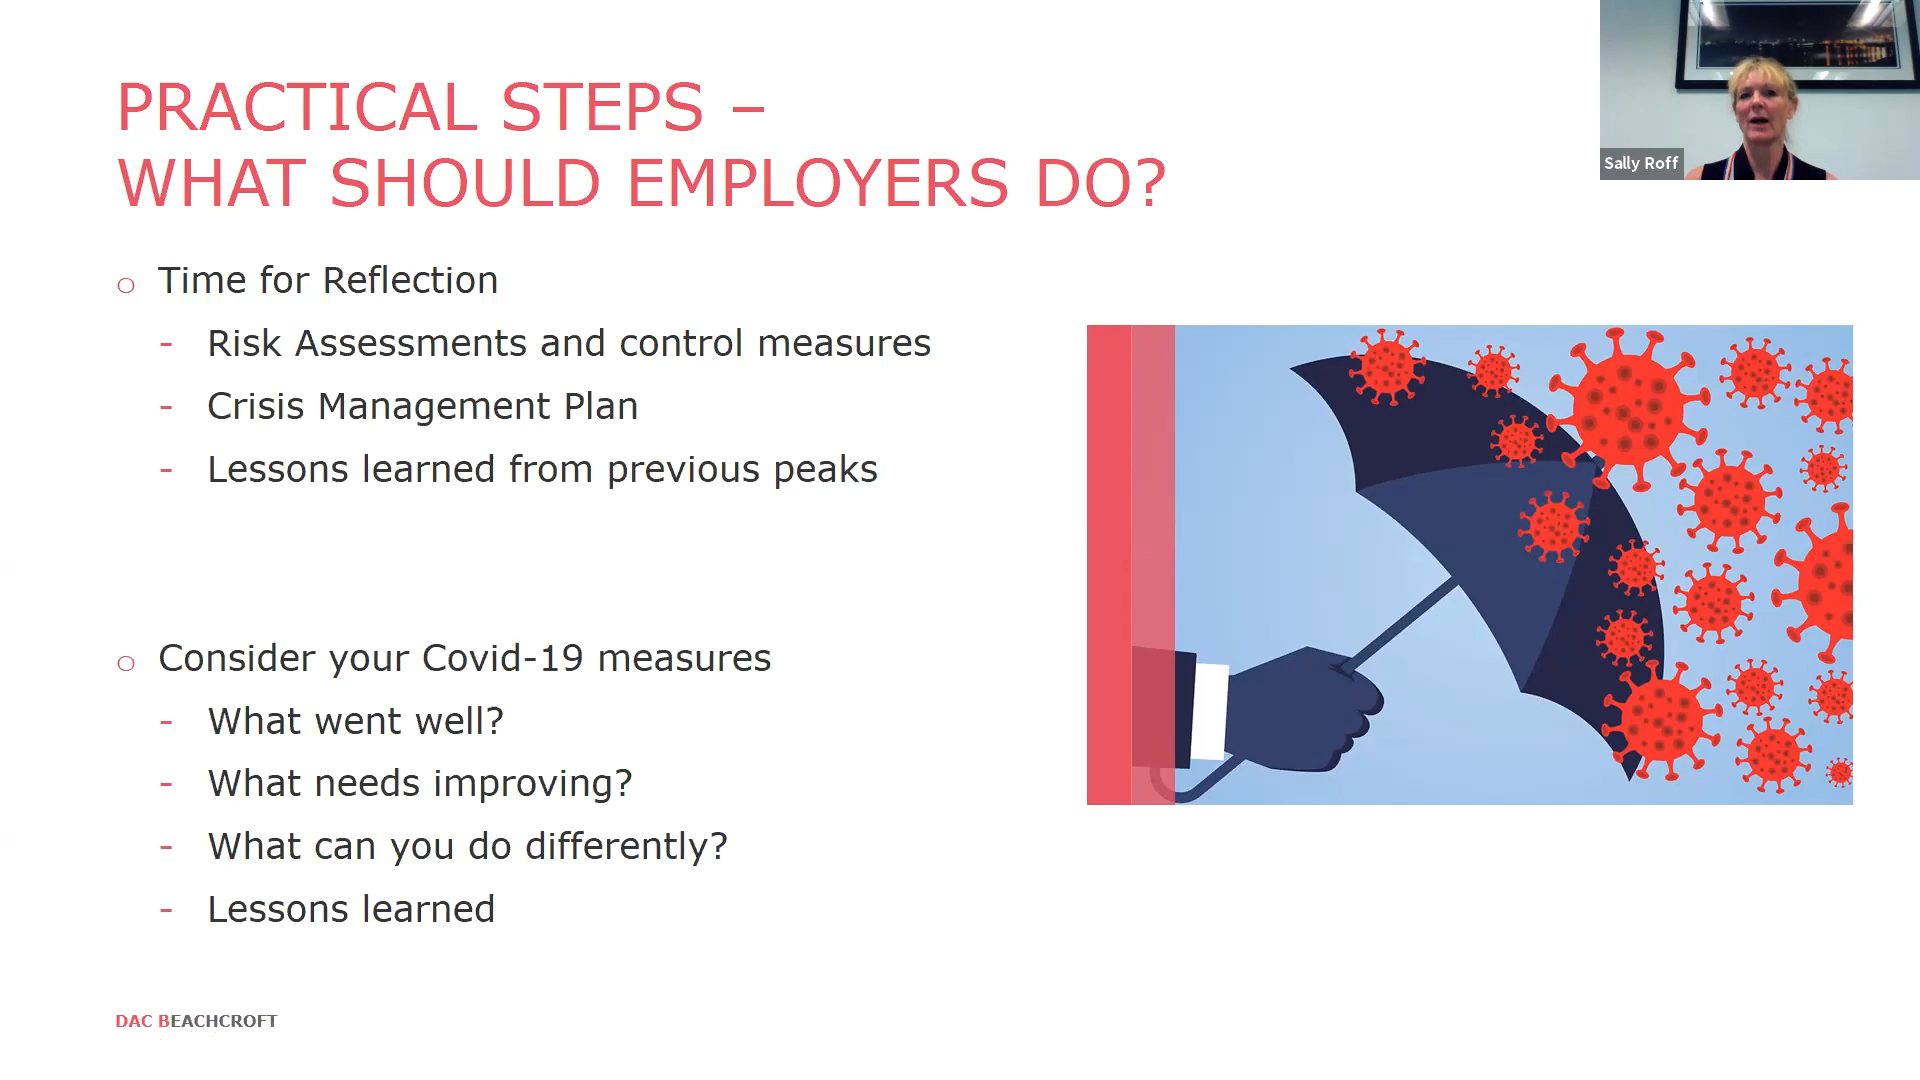 PRACTICAL STEPS –
WHAT SHOULD EMPLOYERS DO?
Sally Roff
o Time for Reflection
- Risk Assessments and control measures
- Crisis Management Plan
- Lessons learned from previous peaks
o Consider your Covid-19 measures
- What went well?
- What needs improving?
- What can you do differently?
- Lessons learned
DAC BEACHCROFT